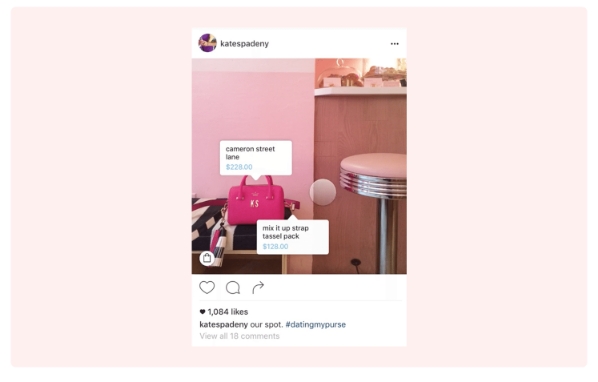 katespadeny
cameron street
lane
$228.00
KS
mix it up strap
tassel pack
$128.00
1,084 likes
katespadeny our spot. #datingmypurse
View all 18 comments